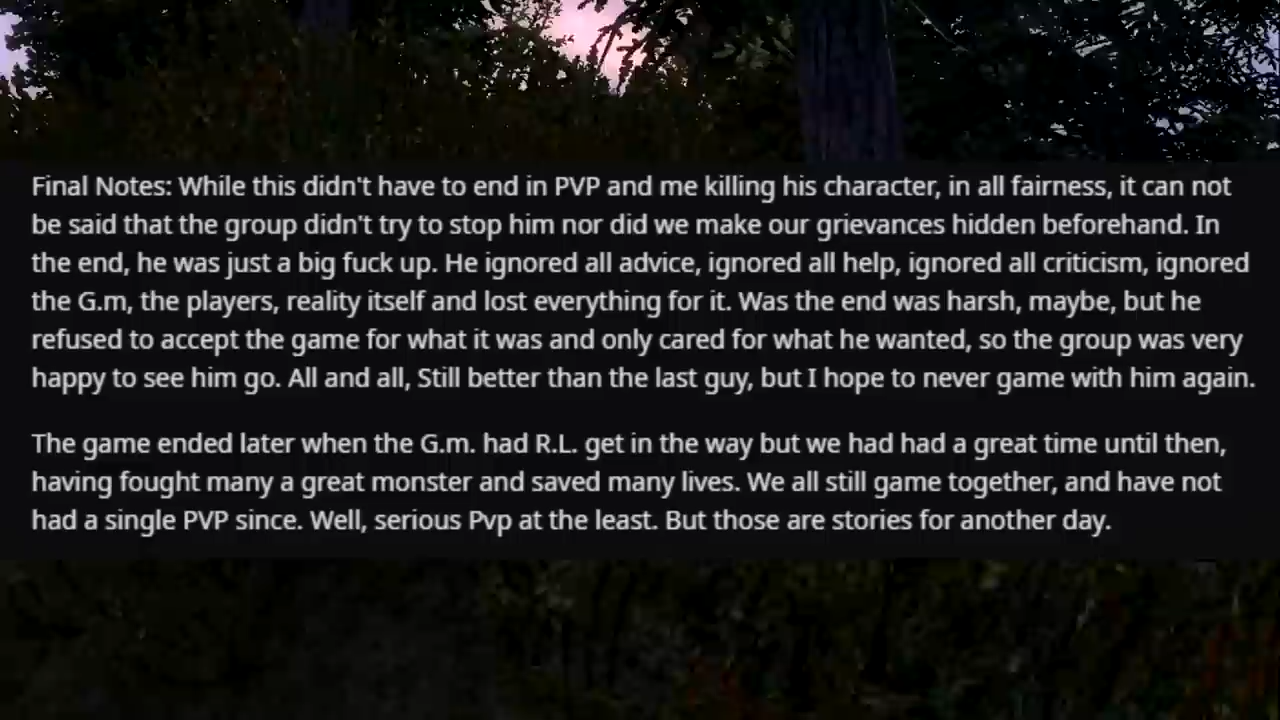 Final Notes: While this didn't have to end in PVP and me killing his character, in all fairness, it can not
be said that the group didn't try to stop him nor did we make our grievances hidden beforehand. In
the end, he was just a big fuck up. He ignored all advice, ignored all help, ignored all criticism, ignored
the G.m, the players, reality itself and lost everything for it. Was the end was harsh, maybe, but he
refused to accept the game for what it was and only cared for what he wanted, so the group was very
happy to see him go. All and all, Still better than the last guy, but I hope to never game with him again.
The game ended later when the G.m. had R.L. get in the way but we had had a great time until then,
having fought many a great monster and saved many lives. We all still game together, and have not
had a single PVP since. Well, serious Pvp at the least. But those are stories for another day.